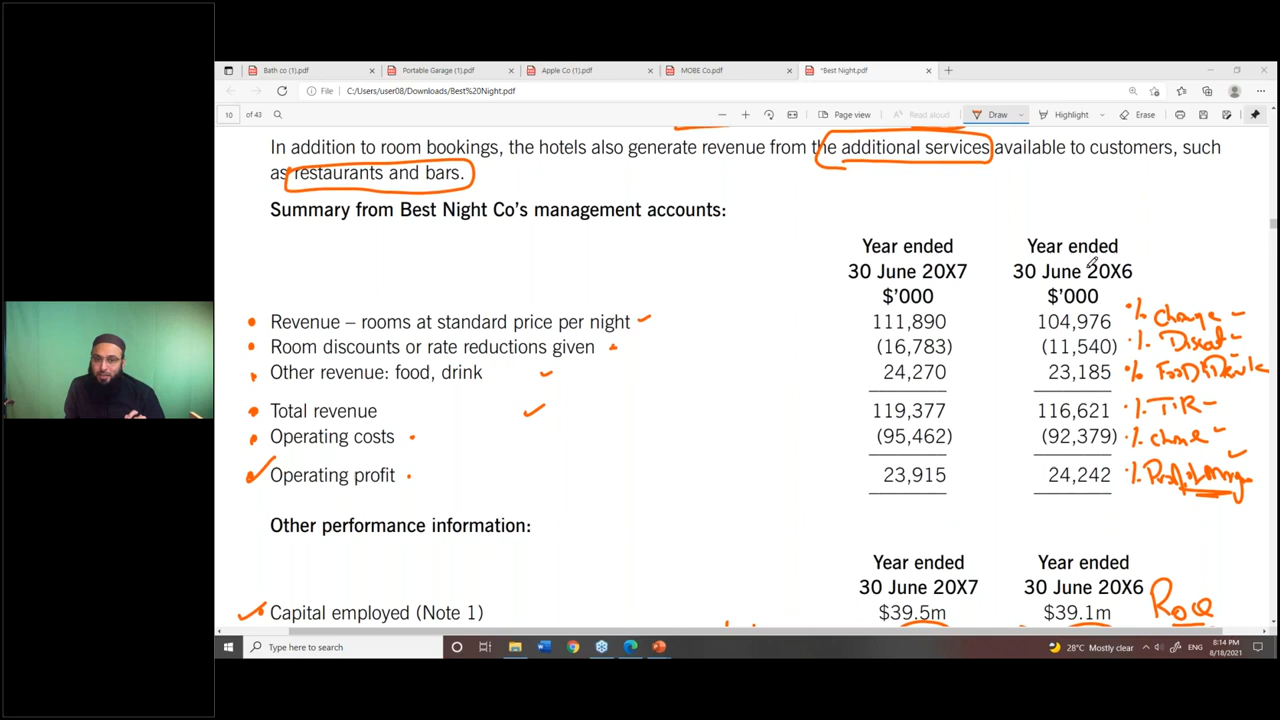 Bath co (1).pdf Portable Garage (1).pdf Apple Co (1).pdf MOBE Co.pdf *Best Night.pdf
File C:/Users/user08/Downloads/Best%20Night.pdf
10 of 43 Page view Read aloud Draw Highlight Erase
In addition to room bookings, the hotels also generate revenue from the additional services available to customers, such
as restaurants and bars.
Summary from Best Night Co's management accounts:
Year ended Year ended
30 June 20X7 30 June 20X6
$'000 $'000
Revenue – rooms at standard price per night 111,890 104,976 % change
Room discounts or rate reductions given (16,783) (11,540) %
Other revenue: food, drink 24,270 23,185 %
Total revenue 119,377 116,621 % T.R
Operating costs (95,462) (92,379) %
Operating profit 23,915 24,242 %
Other performance information:
Year ended Year ended
30 June 20X7 30 June 20X6
Capital employed (Note 1) $39.5m $39.1m Roce
Type here to search 28°C Mostly clear ENG 8:14 PM
8/18/2021